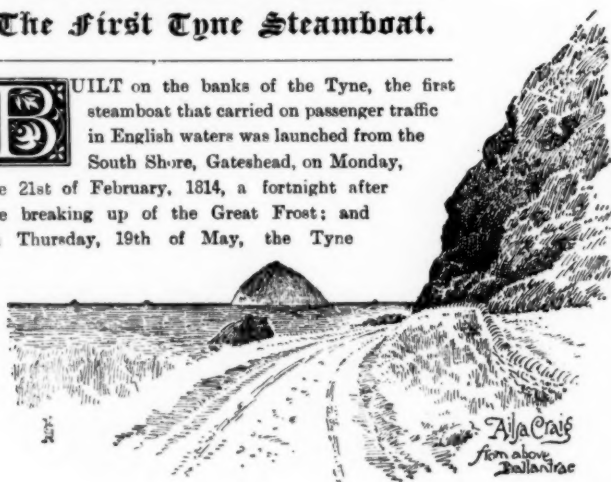 The First Tyne Steamboat.
BUILT on the banks of the Tyne, the first
steamboat that carried on passenger traffic
in English waters was launched from the
South Shore, Gateshead, on Monday,
e 21st of February, 1814, a fortnight after
e breaking up of the Great Frost; and
Thursday, 19th of May, the Tyne
Ailsa Craig
from above
Ballantrae